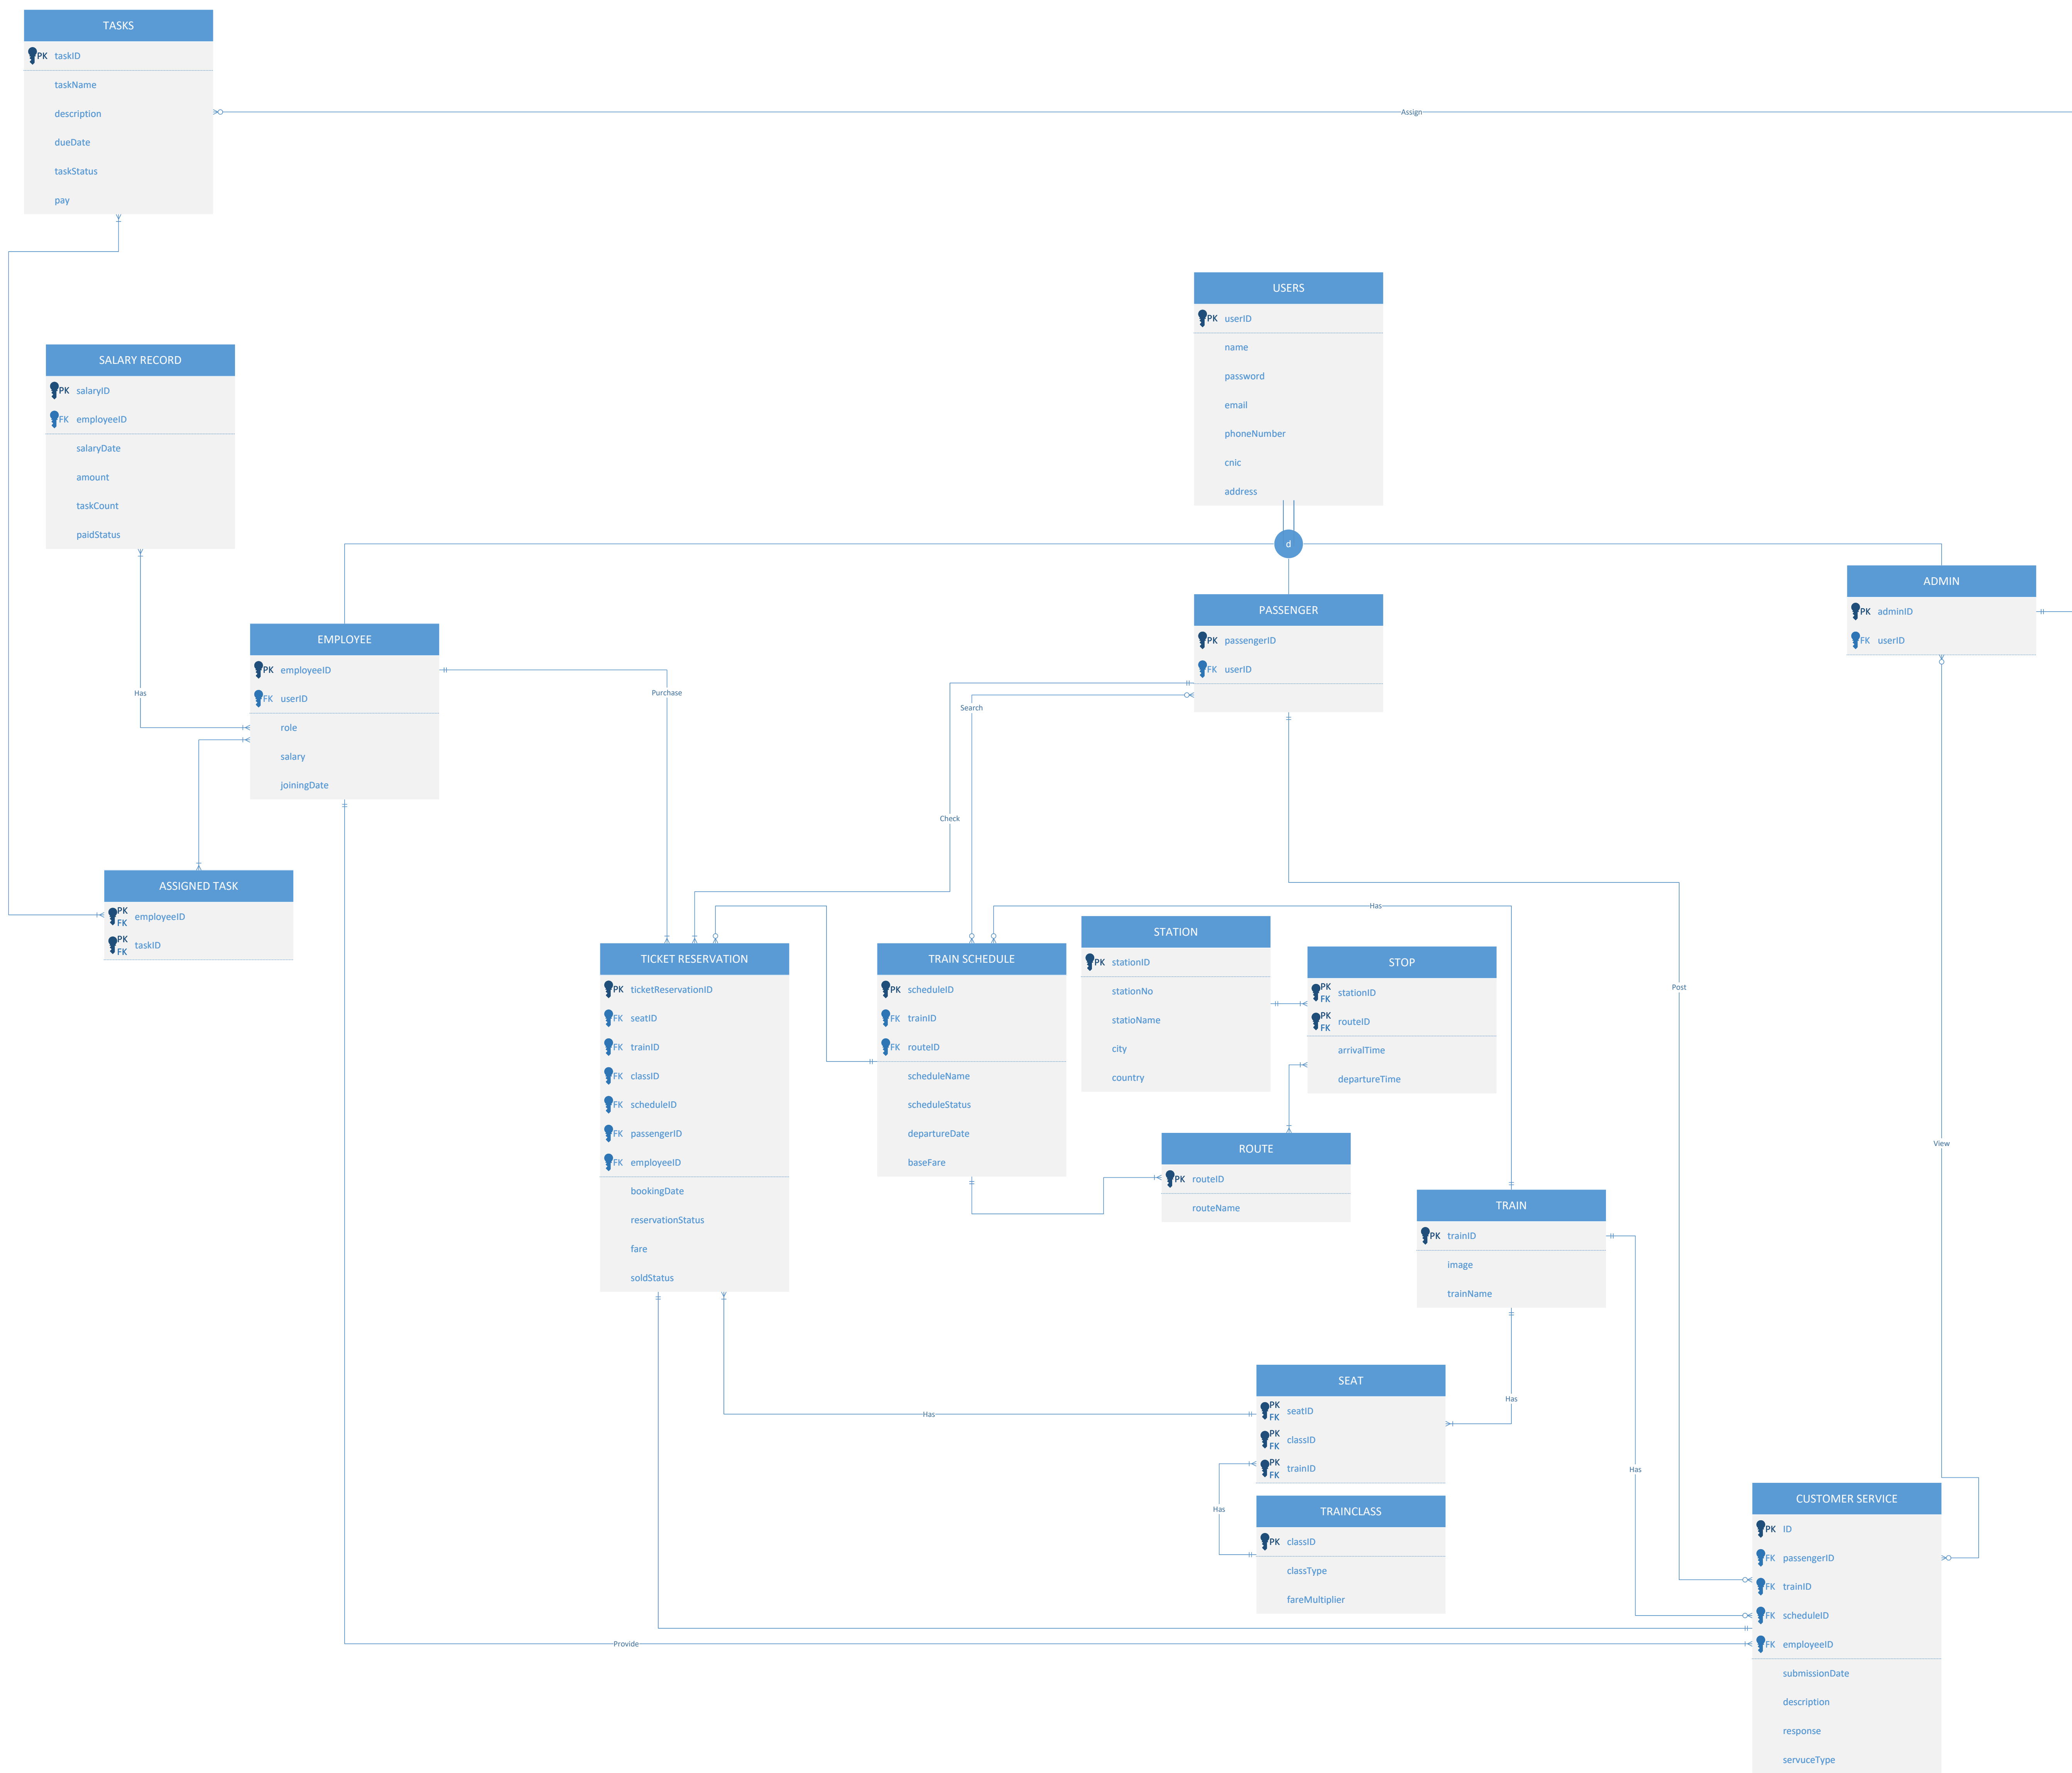 TASKS
PK taskID
taskName
description
dueDate
taskStatus
pay
Assign
USERS
PK userID
name
password
email
phoneNumber
cnic
address
d
SALARY RECORD
PK salaryID
FK employeeID
salaryDate
amount
taskCount
paidStatus
Has
EMPLOYEE
PK employeeID
FK userID
role
salary
joiningDate
Purchase
PASSENGER
PK passengerID
FK userID
Search
Check
ADMIN
PK adminID
FK userID
ASSIGNED TASK
PK
FK employeeID
PK
FK taskID
TICKET RESERVATION
PK ticketReservationID
FK seatID
FK trainID
FK classID
FK scheduleID
FK passengerID
FK employeeID
bookingDate
reservationStatus
fare
soldStatus
TRAIN SCHEDULE
PK scheduleID
FK trainID
FK routeID
scheduleName
scheduleStatus
departureDate
baseFare
Has
STATION
PK stationID
stationNo
statioName
city
country
STOP
PK
FK stationID
PK
FK routeID
arrivalTime
departureTime
ROUTE
PK routeID
routeName
Post
View
TRAIN
PK trainID
image
trainName
Has
Has
Has
SEAT
PK
FK seatID
PK
FK classID
PK
FK trainID
Has
TRAINCLASS
PK classID
classType
fareMultiplier
Provide
CUSTOMER SERVICE
PK ID
FK passengerID
FK trainID
FK scheduleID
FK employeeID
submissionDate
description
response
servuceType